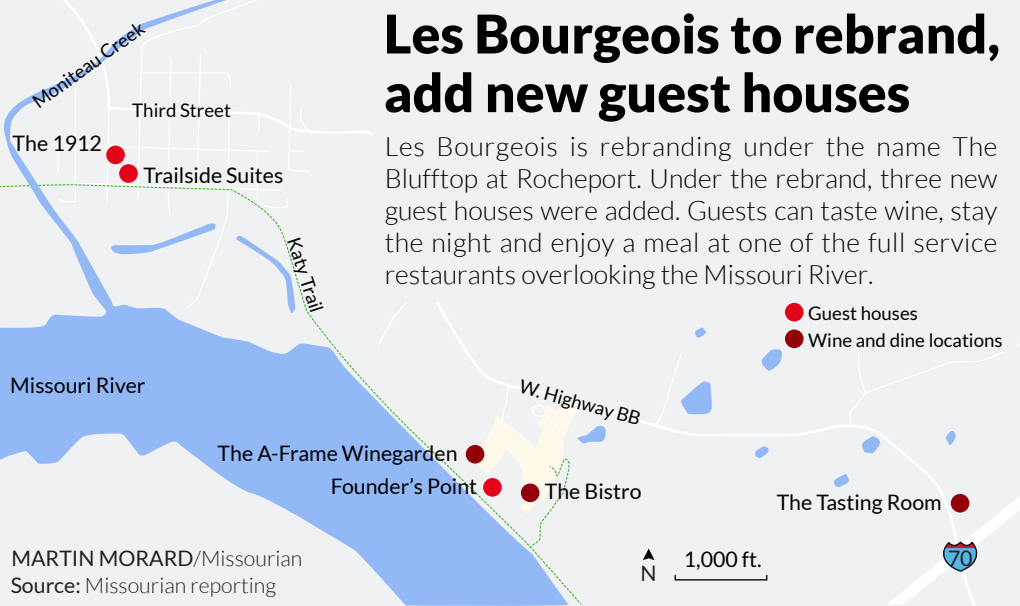 Les Bourgeois to rebrand,
add new guest houses
Les Bourgeois is rebranding under the name The
Blufftop at Rocheport. Under the rebrand, three new
guest houses were added. Guests can taste wine, stay
the night and enjoy a meal at one of the full service
restaurants overlooking the Missouri River.
Guest houses
Wine and dine locations
Moniteau Creek
Third Street
The 1912
Trailside Suites
Katy Trail
Missouri River
W. Highway BB
The A-Frame Winegarden
Founder’s Point
The Bistro
The Tasting Room
70
N
1,000 ft.
MARTIN MORARD/Missourian
Source: Missourian reporting